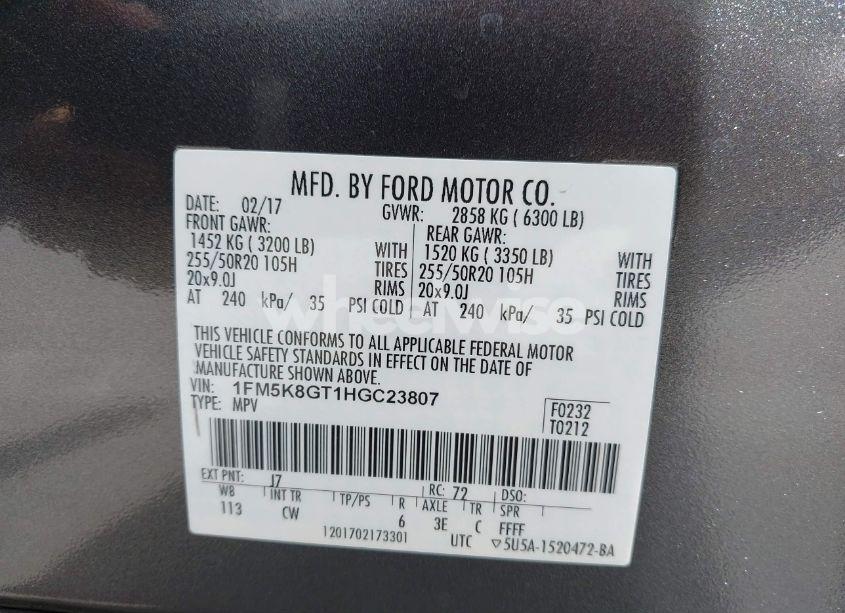 MFD. BY FORD MOTOR CO.
DATE: 02/17 GVWR: 2858 KG ( 6300 LB)
FRONT GAWR: REAR GAWR:
1452 KG ( 3200 LB) WITH 1520 KG ( 3350 LB) WITH
255/50R20 105H TIRES 255/50R20 105H TIRES
20x9.0J RIMS 20x9.0J RIMS
AT 240 kPa/ 35 PSI COLD AT 240 kPa/ 35 PSI COLD
wheelwise
THIS VEHICLE CONFORMS TO ALL APPLICABLE FEDERAL MOTOR
VEHICLE SAFETY STANDARDS IN EFFECT ON THE DATE OF
MANUFACTURE SHOWN ABOVE.
VIN: 1FM5K8GT1HGC23807
TYPE: MPV
F0232
T0212
EXT PNT: J7 RC: 72 DSO:
WB INT TR TP/PS R AXLE TR SPR
113 CW 6 3E C FFFF
1201702173301 UTC ▽5U5A-1520472-BA